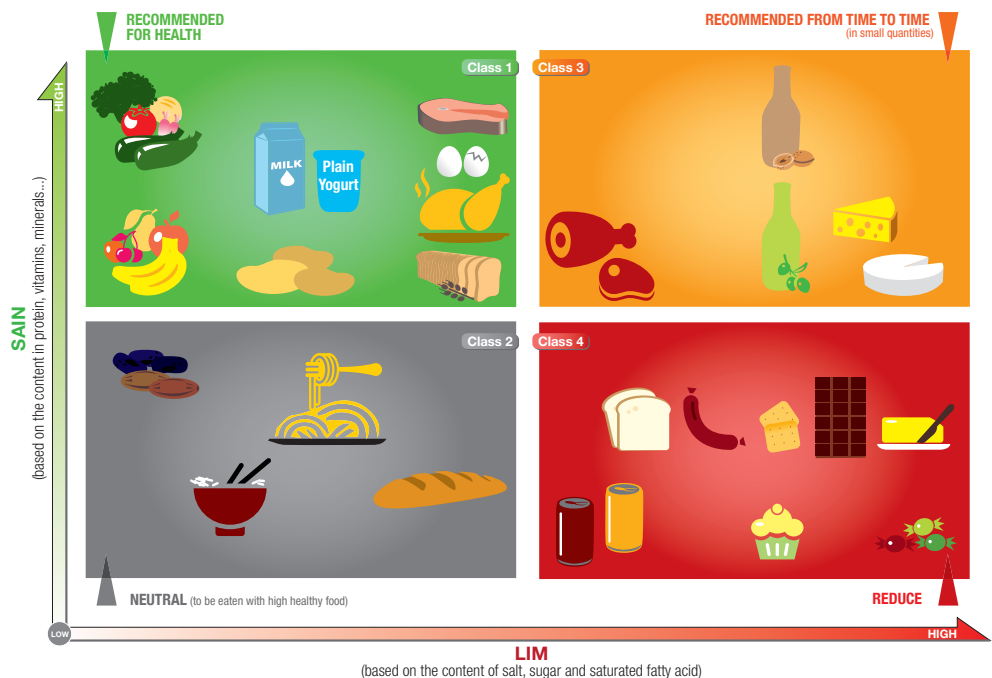 RECOMMENDED
FOR HEALTH
RECOMMENDED FROM TIME TO TIME
(in small quantities)
HIGH
Class 1
Class 3
MILK
Plain
Yogurt
SAIN
(based on the content in protein, vitamins, minerals...)
Class 2
Class 4
NEUTRAL (to be eaten with high healthy food)
REDUCE
LOW
HIGH
LIM
(based on the content of salt, sugar and saturated fatty acid)